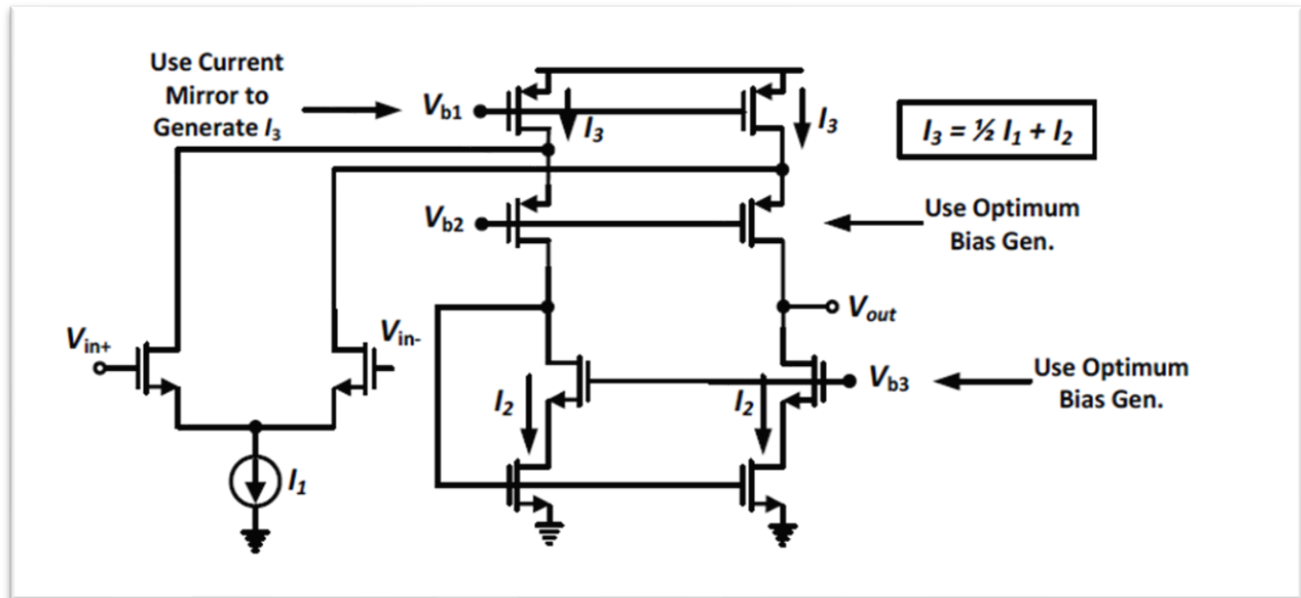 Use Current
Mirror to
Generate I3
Vb1
I3
I3
I3 = ½ I1 + I2
Vb2
Use Optimum
Bias Gen.
Vout
Vin+
Vin-
I2
I2
Vb3
Use Optimum
Bias Gen.
I1